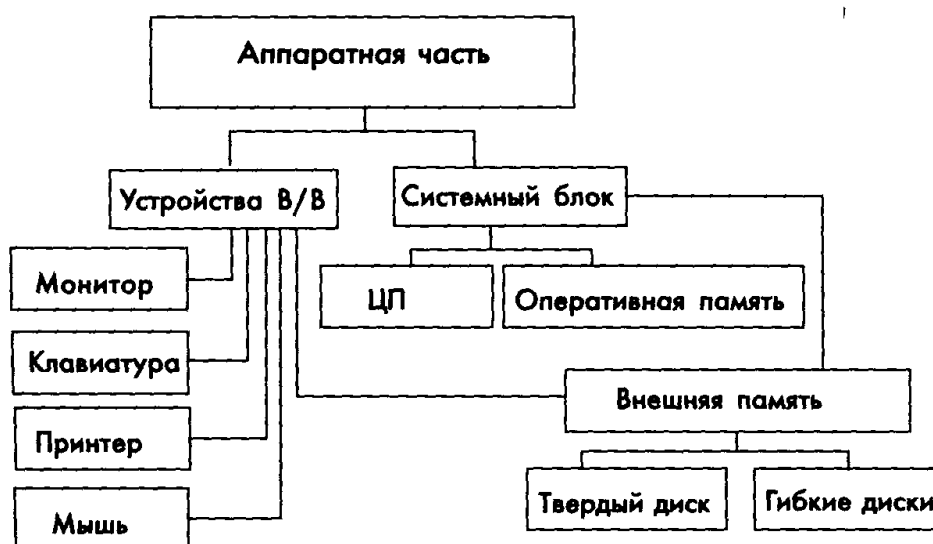 Аппаратная часть
Устройства В/В
Системный блок
Монитор
ЦП
Оперативная память
Клавиатура
Внешняя память
Принтер
Твердый диск
Гибкие диски
Мышь